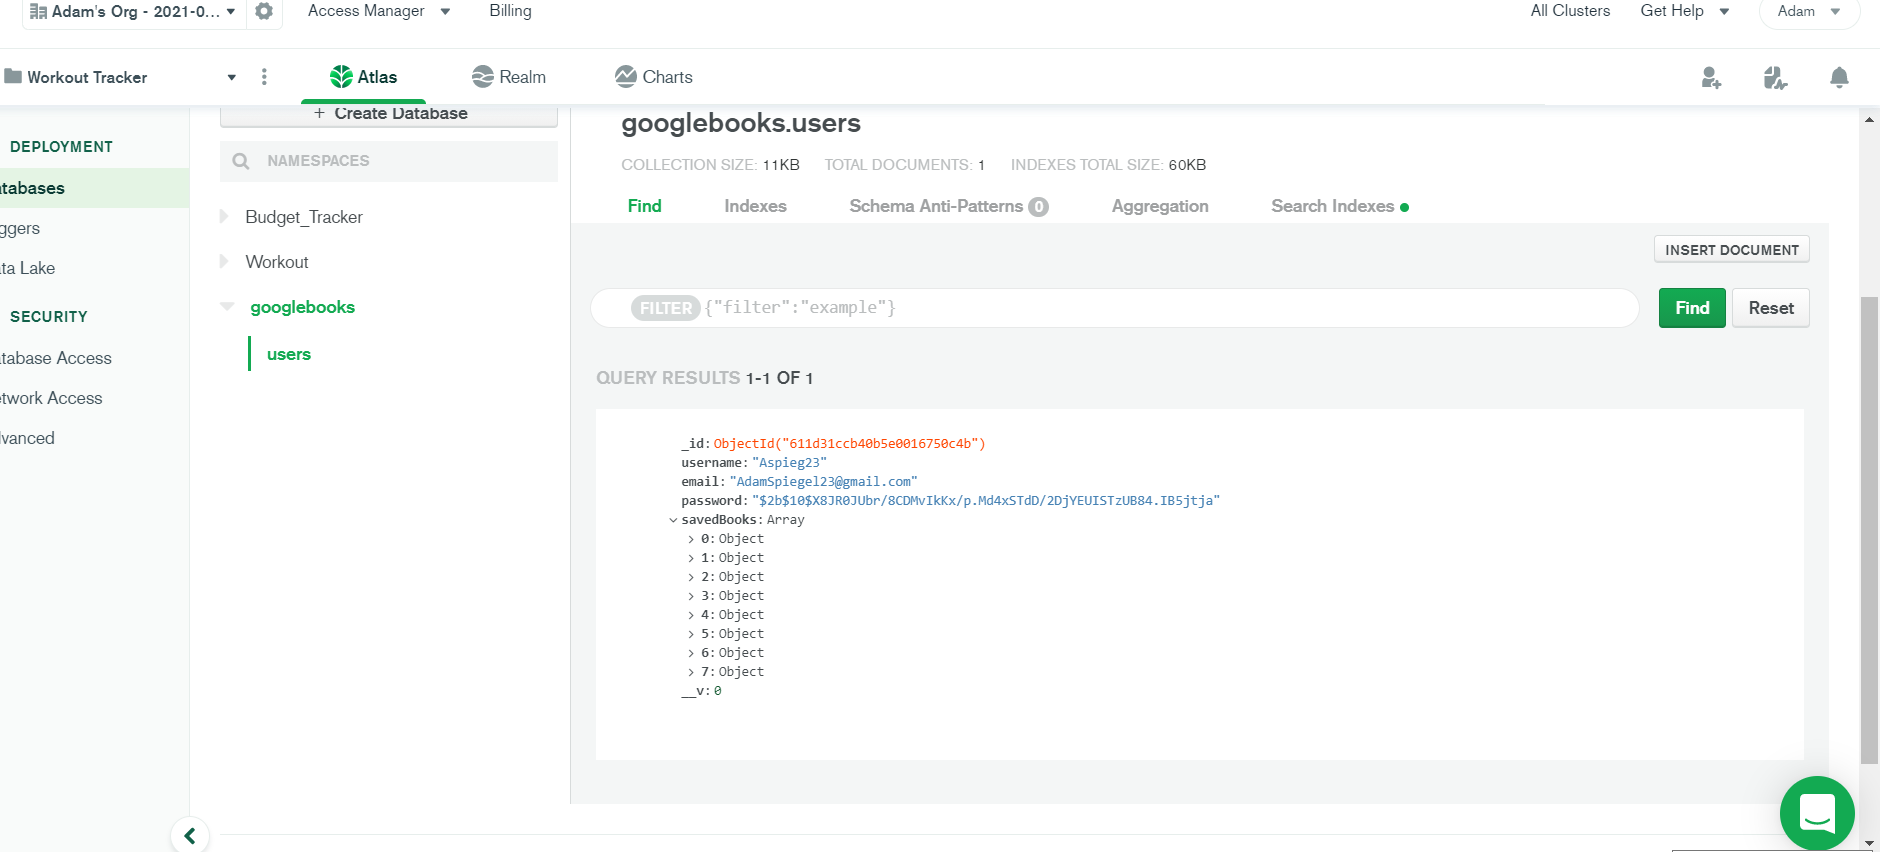 Adam's Org - 2021-0...
Access Manager
Billing
All Clusters
Get Help
Adam
Workout Tracker
Atlas
Realm
Charts
DEPLOYMENT
atabases
ggers
ta Lake
SECURITY
atabase Access
etwork Access
dvanced
+ Create Database
NAMESPACES
Budget_Tracker
Workout
googlebooks
users
googlebooks.users
COLLECTION SIZE: 11KB TOTAL DOCUMENTS: 1 INDEXES TOTAL SIZE: 60KB
Find Indexes Schema Anti-Patterns 0 Aggregation Search Indexes
INSERT DOCUMENT
FILTER {"filter":"example"}
Find
Reset
QUERY RESULTS 1-1 OF 1
_id: ObjectId("611d31ccb40b5e0016750c4b")
username: "Aspieg23"
email: "AdamSpiegel23@gmail.com"
password: "$2b$10$X8JR0JUbr/8CDMvIkKx/p.Md4xSTdD/2DjYEUISTzUB84.IB5jtja"
savedBooks: Array
0: Object
1: Object
2: Object
3: Object
4: Object
5: Object
6: Object
7: Object
__v: 0